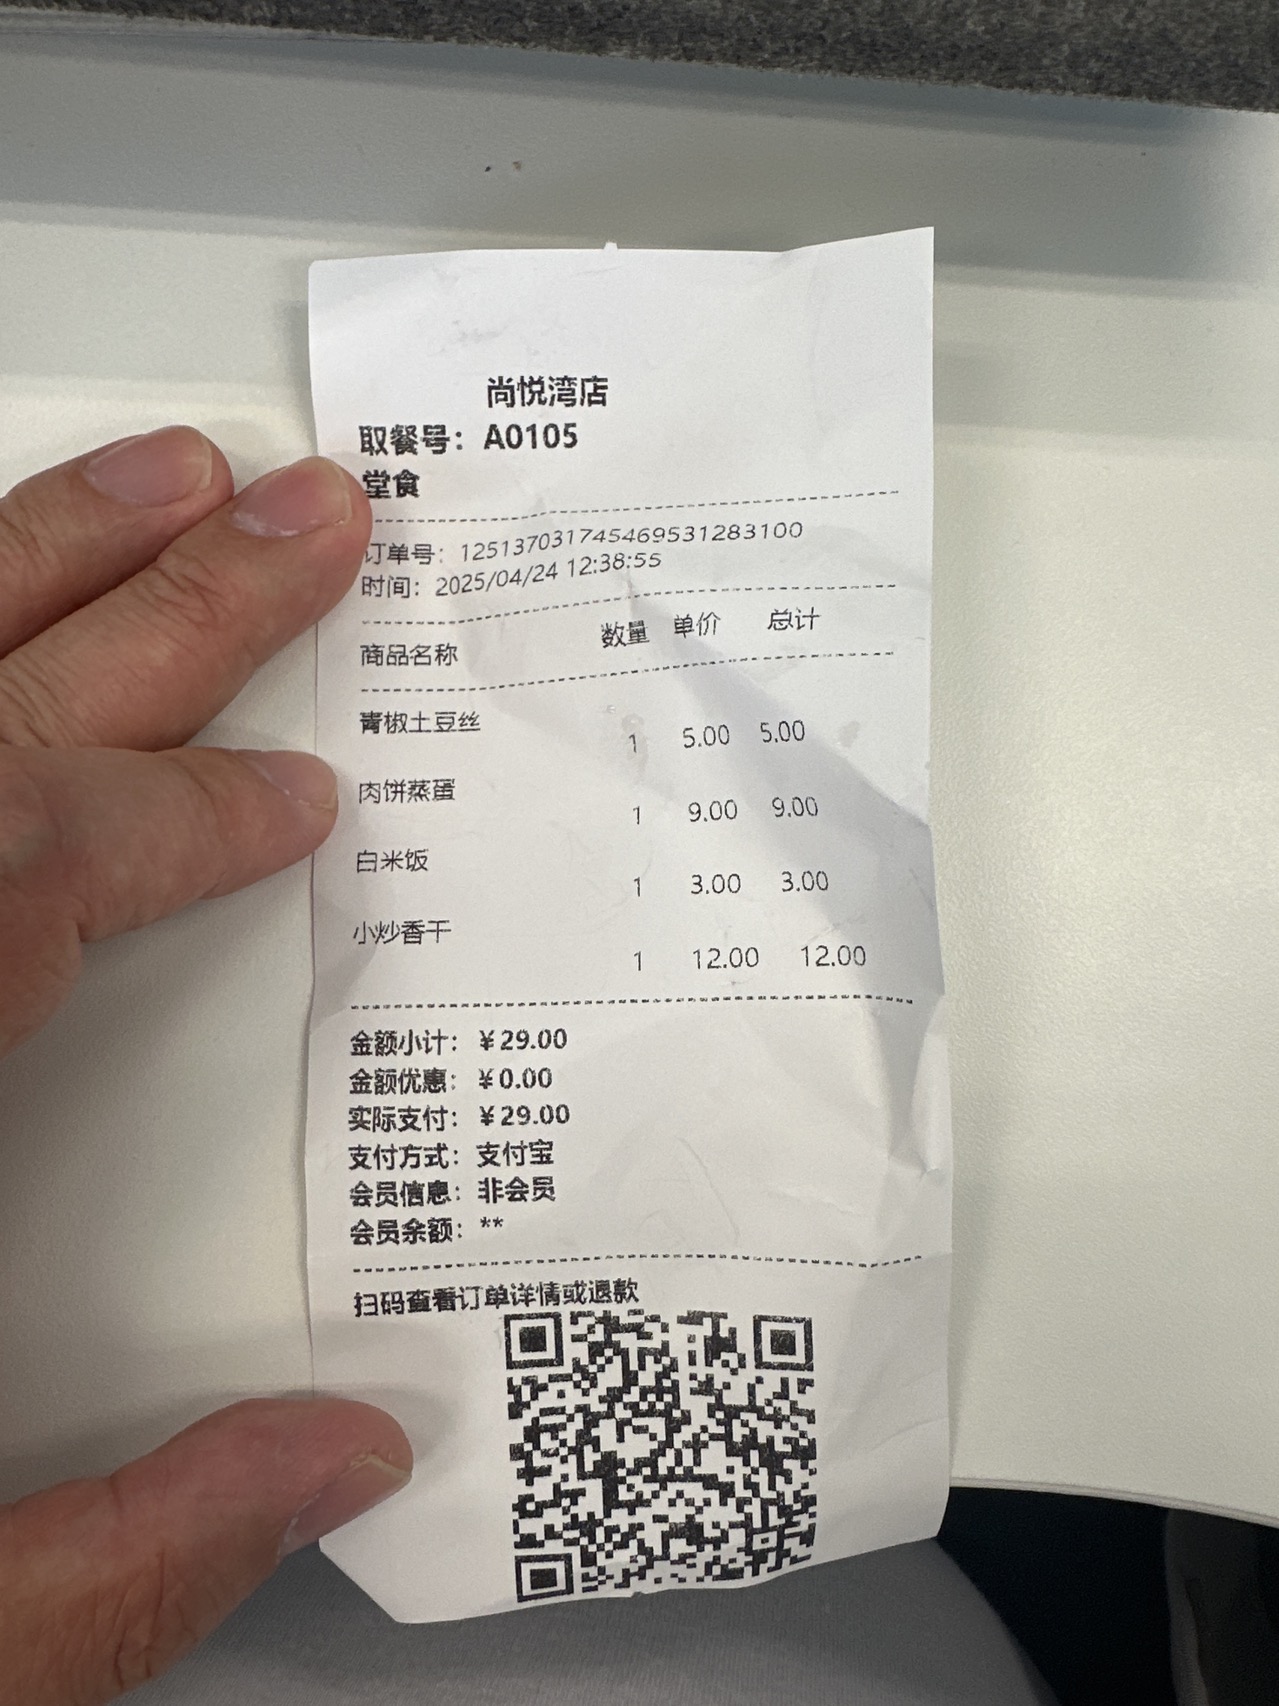 尚悦湾店
取餐号：A0105
堂食
订单号：125137031745469531283100
时间：2025/04/24 12:38:55
商品名称 数量 单价 总计
青椒土豆丝 1 5.00 5.00
肉饼蒸蛋 1 9.00 9.00
白米饭 1 3.00 3.00
小炒香干 1 12.00 12.00
金额小计：￥29.00
金额优惠：￥0.00
实际支付：￥29.00
支付方式：支付宝
会员信息：非会员
会员余额：**
扫码查看订单详情或退款